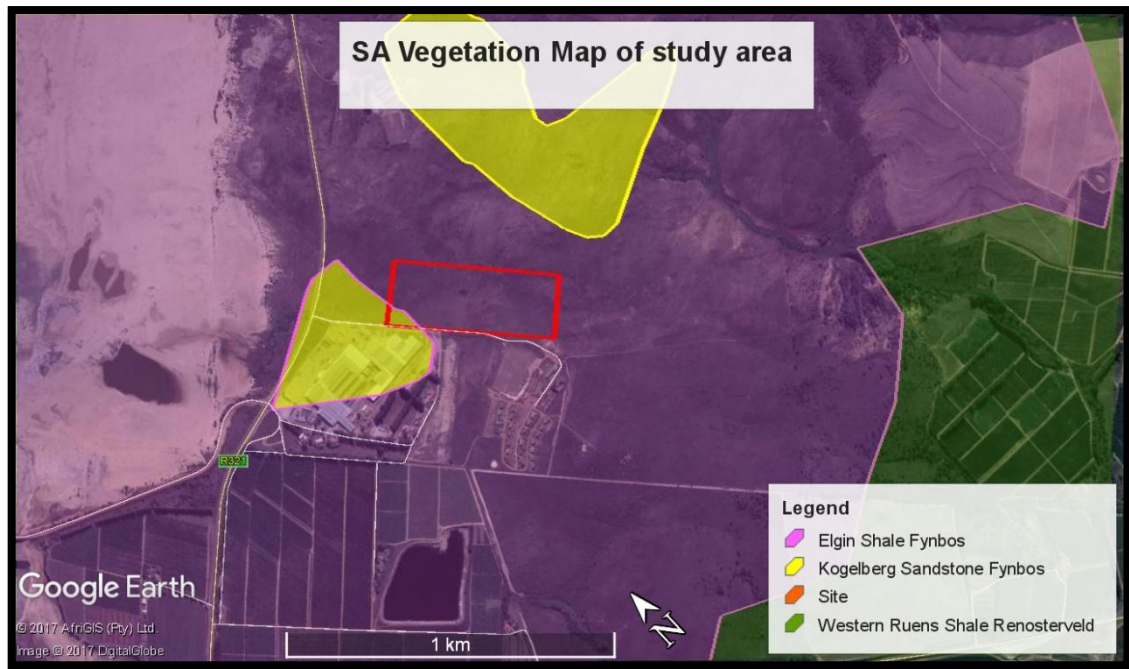 SA Vegetation Map of study area
R321
Legend
Elgin Shale Fynbos
Kogelberg Sandstone Fynbos
Site
Western Ruens Shale Renosterveld
Google Earth
© 2017 AfriGIS (Pty) Ltd.
Image © 2017 DigitalGlobe
1 km
N